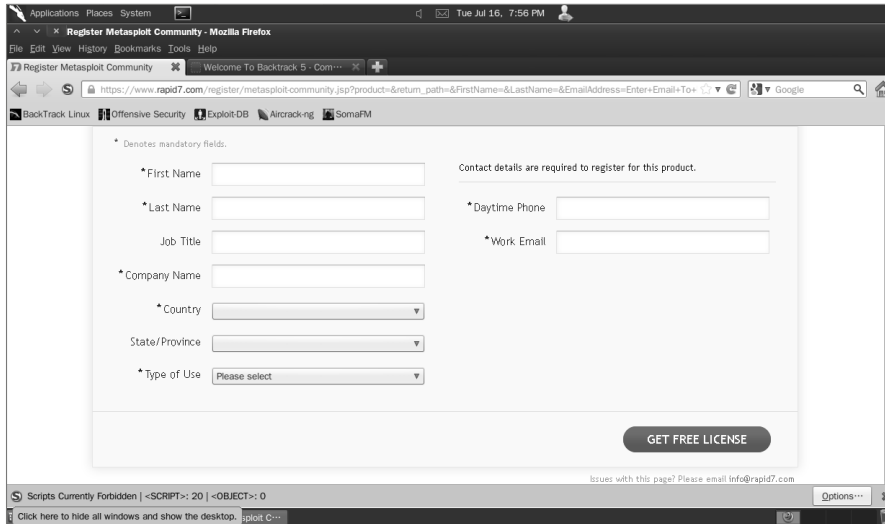 Applications Places System
Tue Jul 16, 7:56 PM
Register Metasploit Community - Mozilla Firefox
File Edit View History Bookmarks Tools Help
Register Metasploit Community
Welcome To Backtrack 5 - Com···
https://www.rapid7.com/register/metasploit-community.jsp?product=&return_path=&FirstName=&LastName=&EmailAddress=Enter+Email+To+
Google
BackTrack Linux Offensive Security Exploit-DB Aircrack-ng SomaFM
* Denotes mandatory fields.
Contact details are required to register for this product.
*First Name
*Last Name
Job Title
*Company Name
*Country
State/Province
*Type of Use Please select
*Daytime Phone
*Work Email
GET FREE LICENSE
Issues with this page? Please email info@rapid7.com
Scripts Currently Forbidden | <SCRIPT>: 20 | <OBJECT>: 0
Options···
Click here to hide all windows and show the desktop.
sploit C···